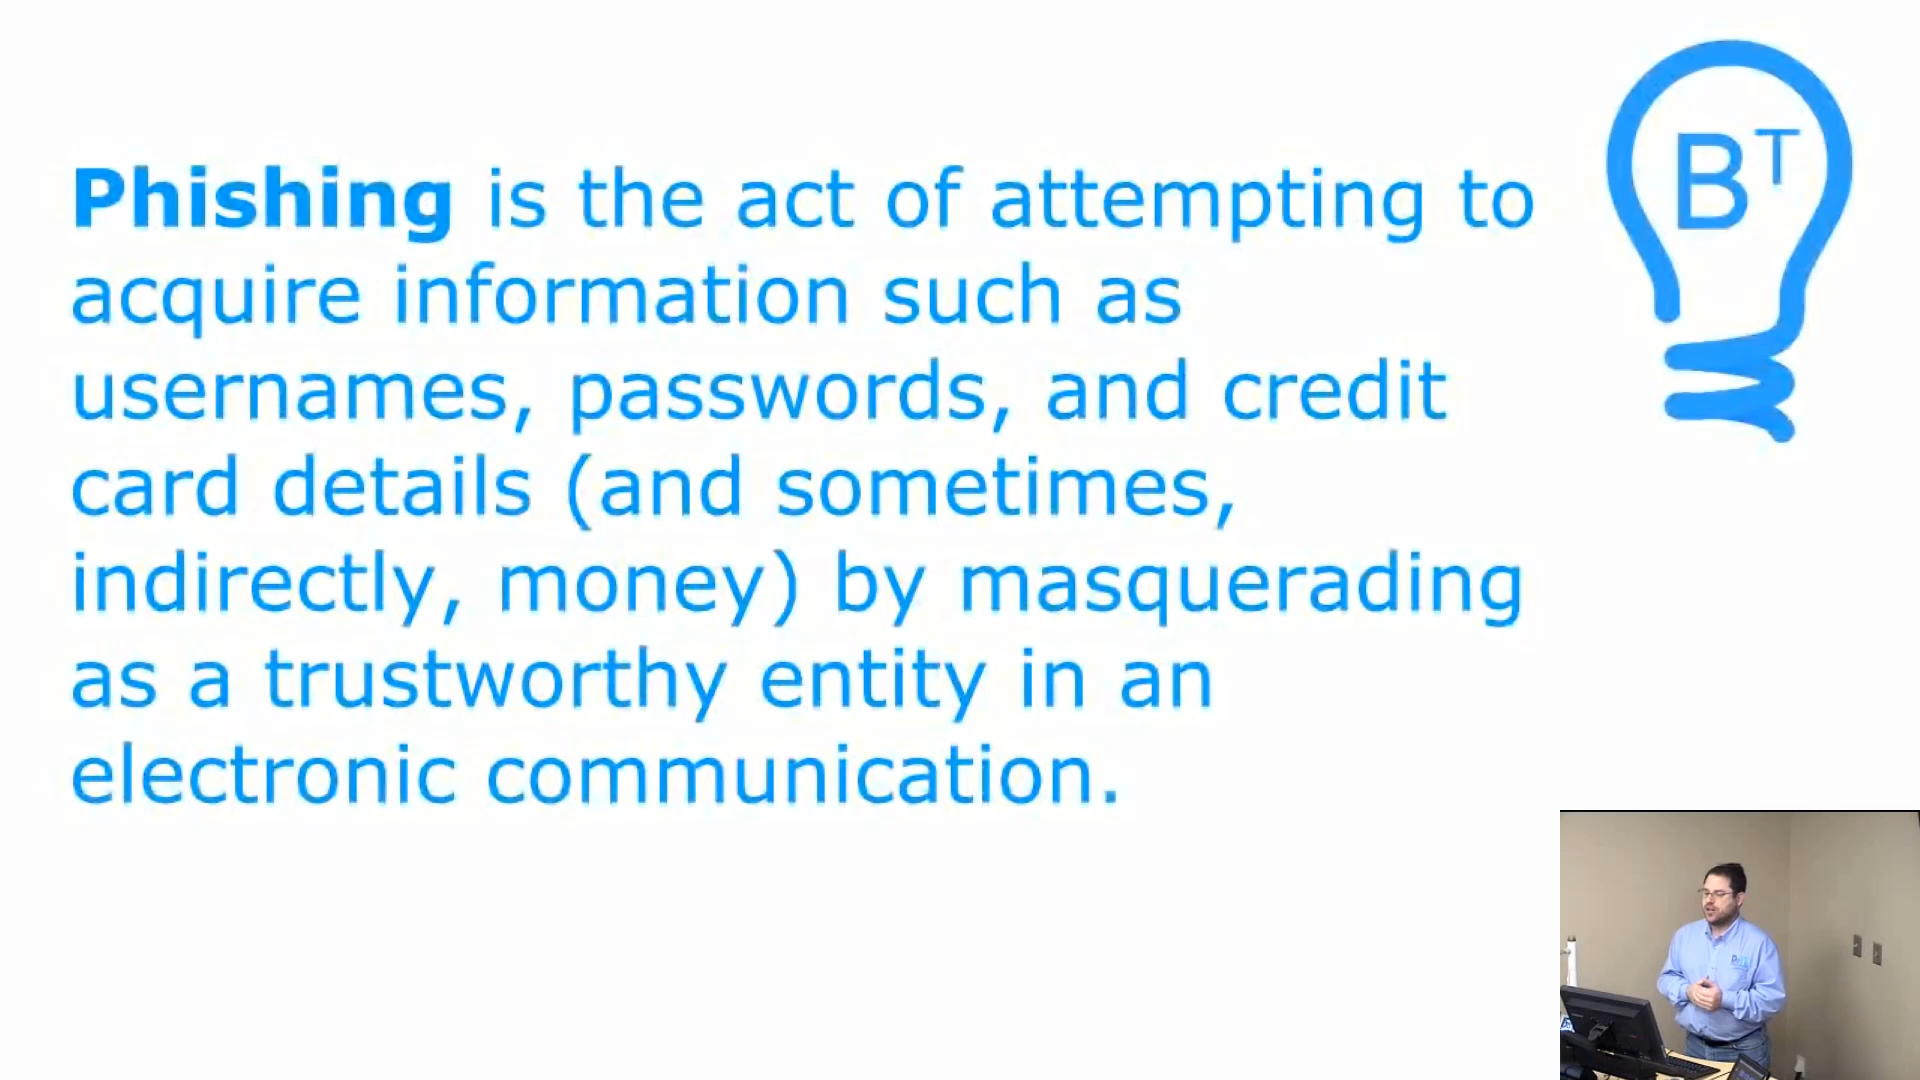 Phishing is the act of attempting to
acquire information such as
usernames, passwords, and credit
card details (and sometimes,
indirectly, money) by masquerading
as a trustworthy entity in an
electronic communication.
BT